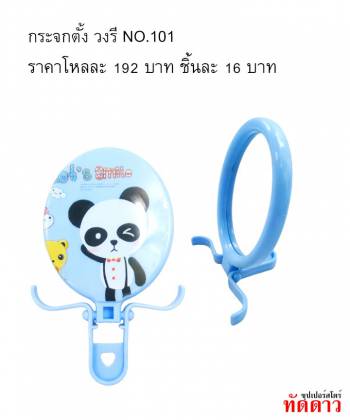 กระจกตั้ง วงรี NO.101
ราคาโหลละ 192 บาท ชิ้นละ 16 บาท
ซุปเปอร์สโตร์
ทัดดาว